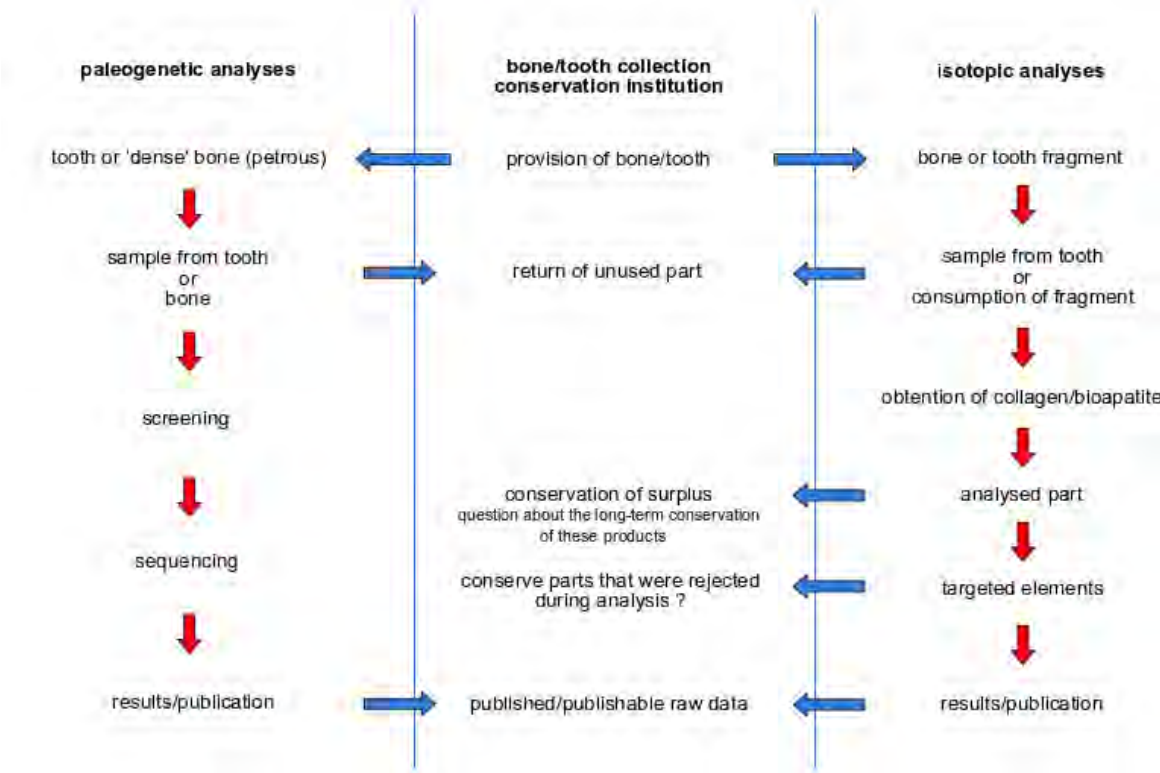 paleogenetic analyses
bone/tooth collection
conservation institution
isotopic analyses
tooth or 'dense' bone (petrous)
provision of bone/tooth
bone or tooth fragment
sample from tooth
or
bone
return of unused part
sample from tooth
or
consumption of fragment
screening
obtention of collagen/bioapatite
conservation of surplus
question about the long-term conservation
of these products
analysed part
sequencing
conserve parts that were rejected
during analysis ?
targeted elements
results/publication
published/publishable raw data
results/publication